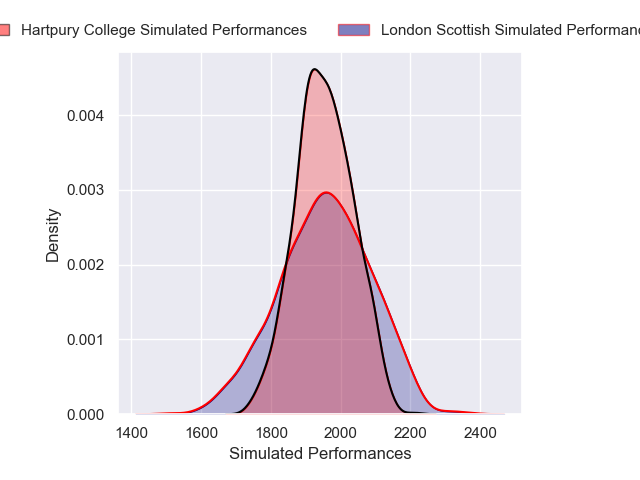 Hartpury College Simulated Performances
London Scottish Simulated
0.004
0.003
0.002
0.001
0.000
Density
1400 1600 1800 2000 2200 2400
Simulated Performances